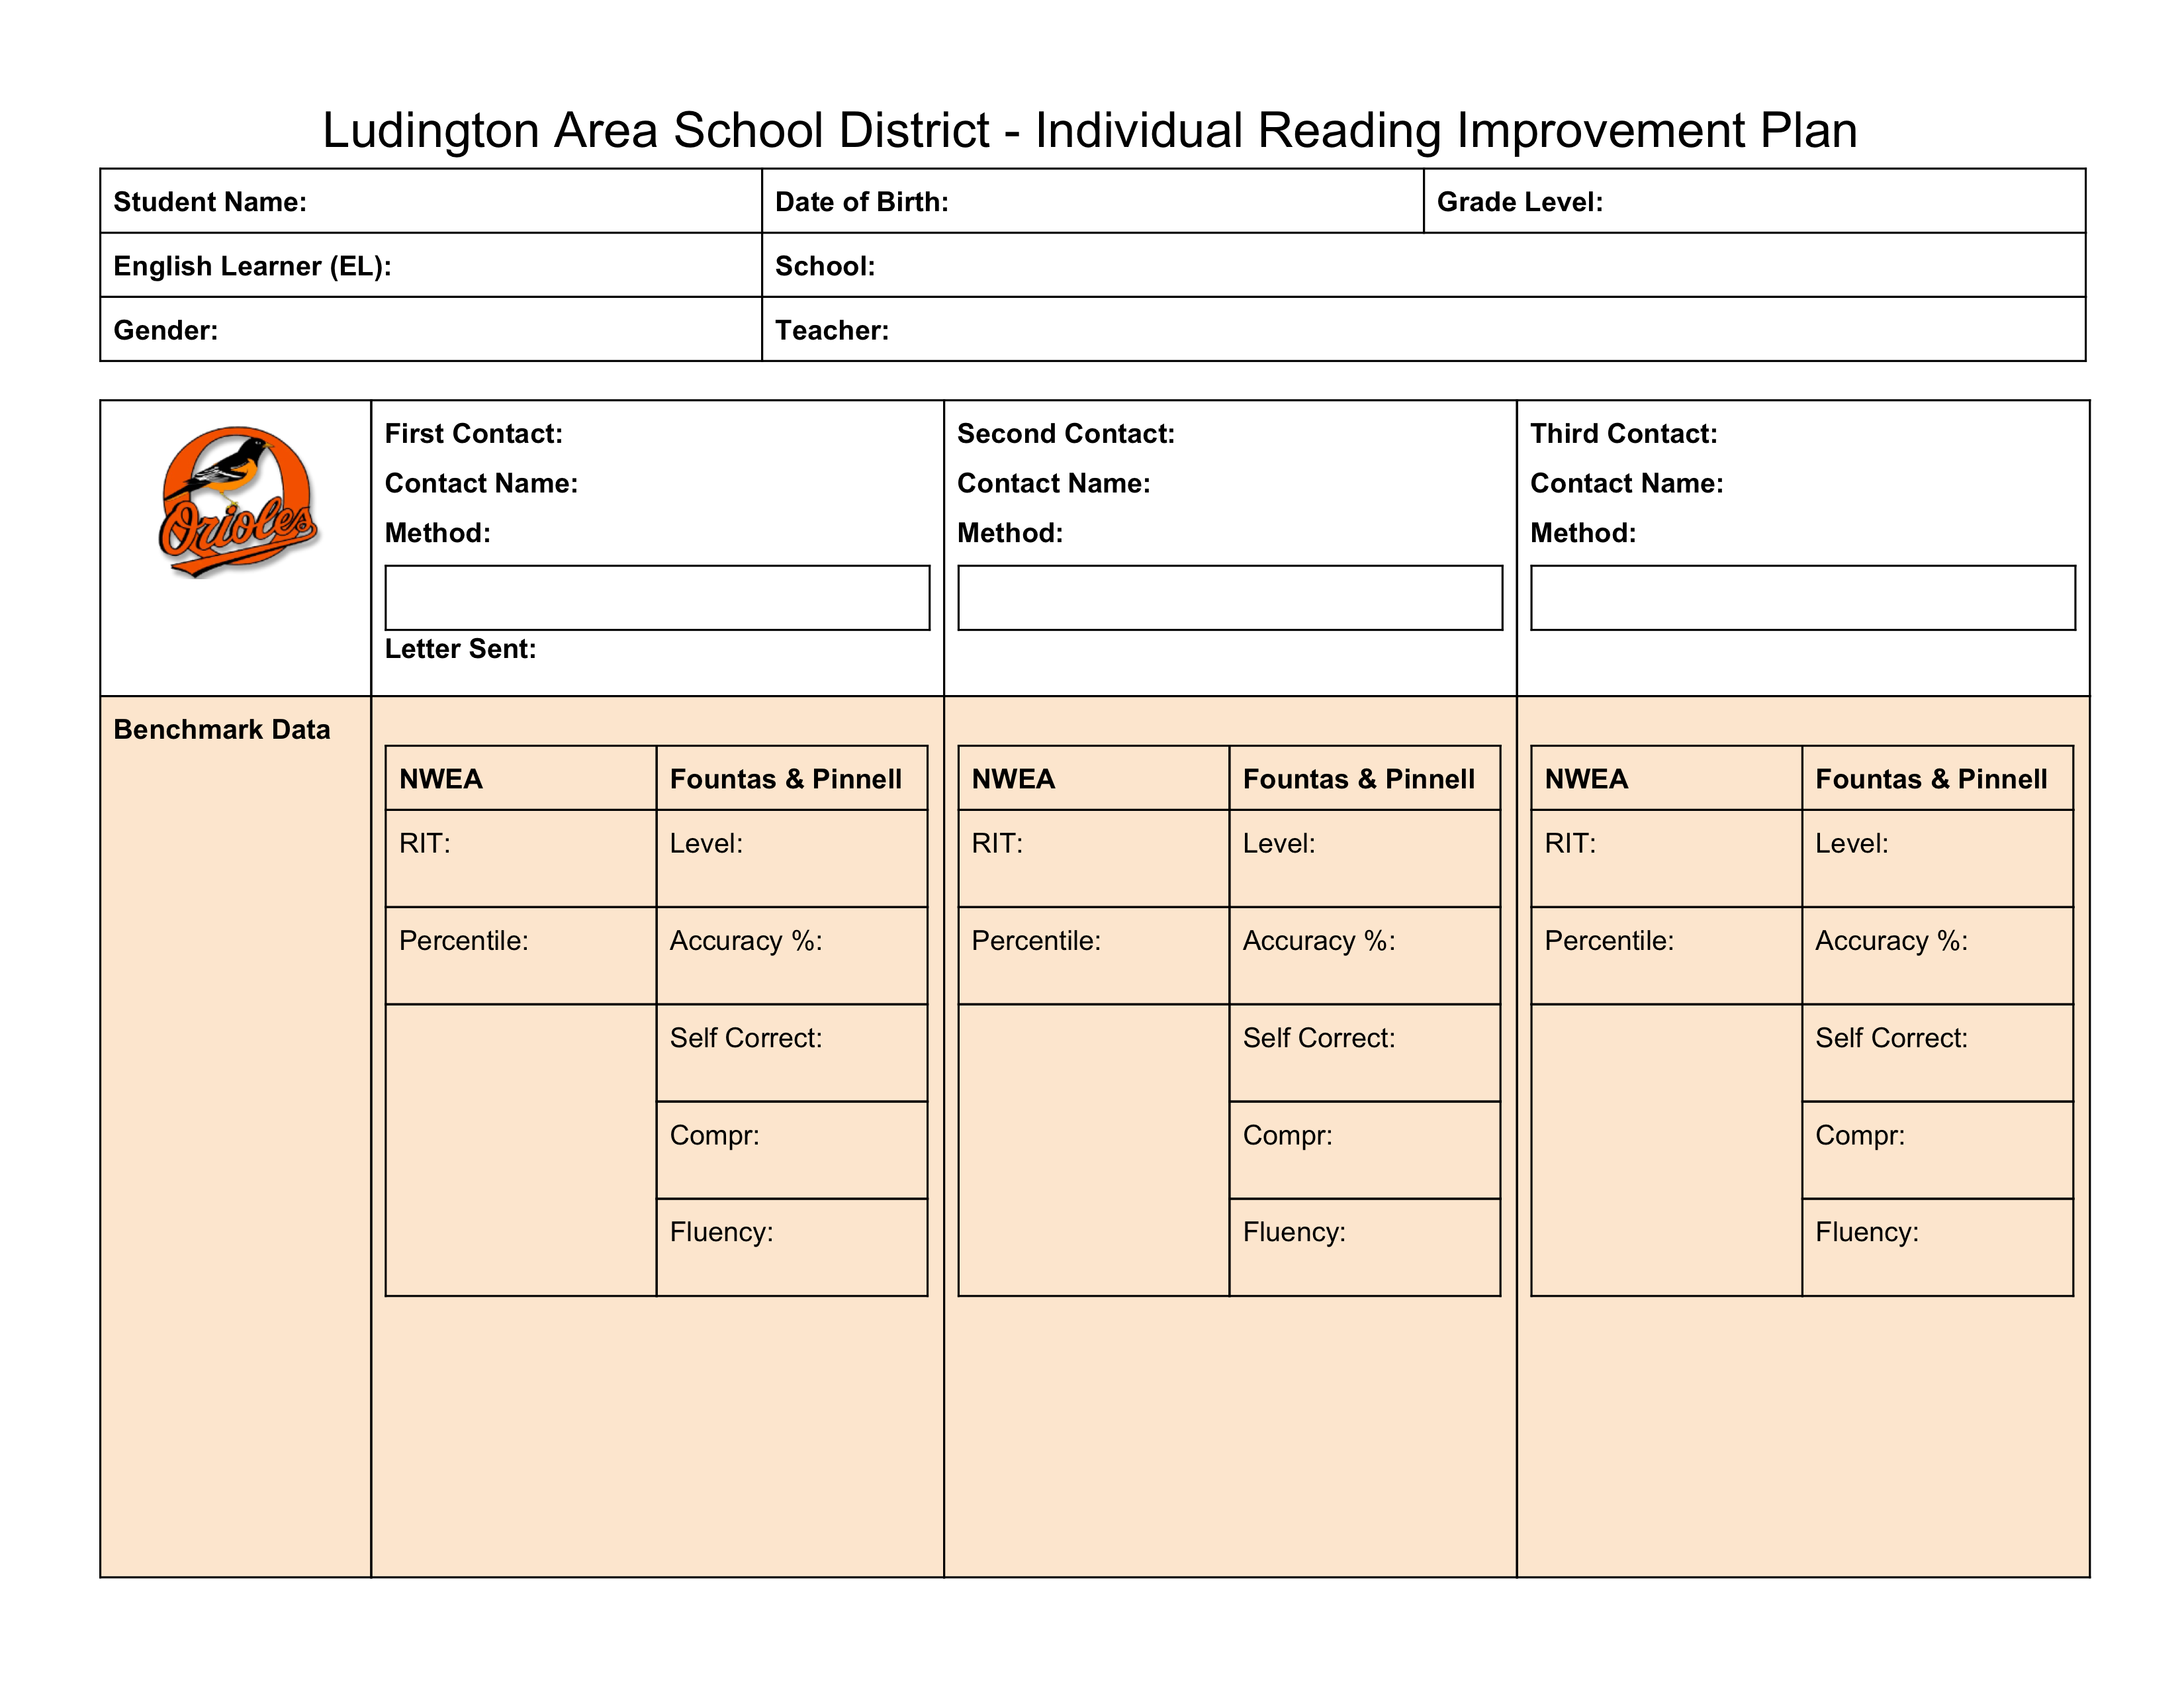 Ludington Area School District - Individual Reading Improvement Plan
Student Name:
Date of Birth:
Grade Level:
English Learner (EL):
School:
Gender:
Teacher:
Orioles
First Contact:
Contact Name:
Method:
Letter Sent:
Second Contact:
Contact Name:
Method:
Third Contact:
Contact Name:
Method:
Benchmark Data
NWEA
Fountas & Pinnell
RIT:
Level:
Percentile:
Accuracy %:
Self Correct:
Compr:
Fluency:
NWEA
Fountas & Pinnell
RIT:
Level:
Percentile:
Accuracy %:
Self Correct:
Compr:
Fluency:
NWEA
Fountas & Pinnell
RIT:
Level:
Percentile:
Accuracy %:
Self Correct:
Compr:
Fluency: